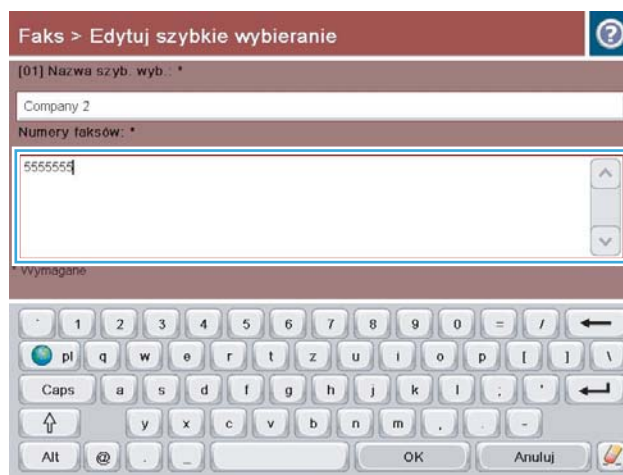 Faks > Edytuj szybkie wybieranie
[01] Nazwa szyb. wyb.: *
Company 2
Numery faksów: *
5555555
* Wymagane
1 2 3 4 5 6 7 8 9 0 = /
pl q w e r t z u i o p [ ] \
Caps a s d f g h j k l ; '
y x c v b n m , . -
Alt @ . _ OK Anuluj